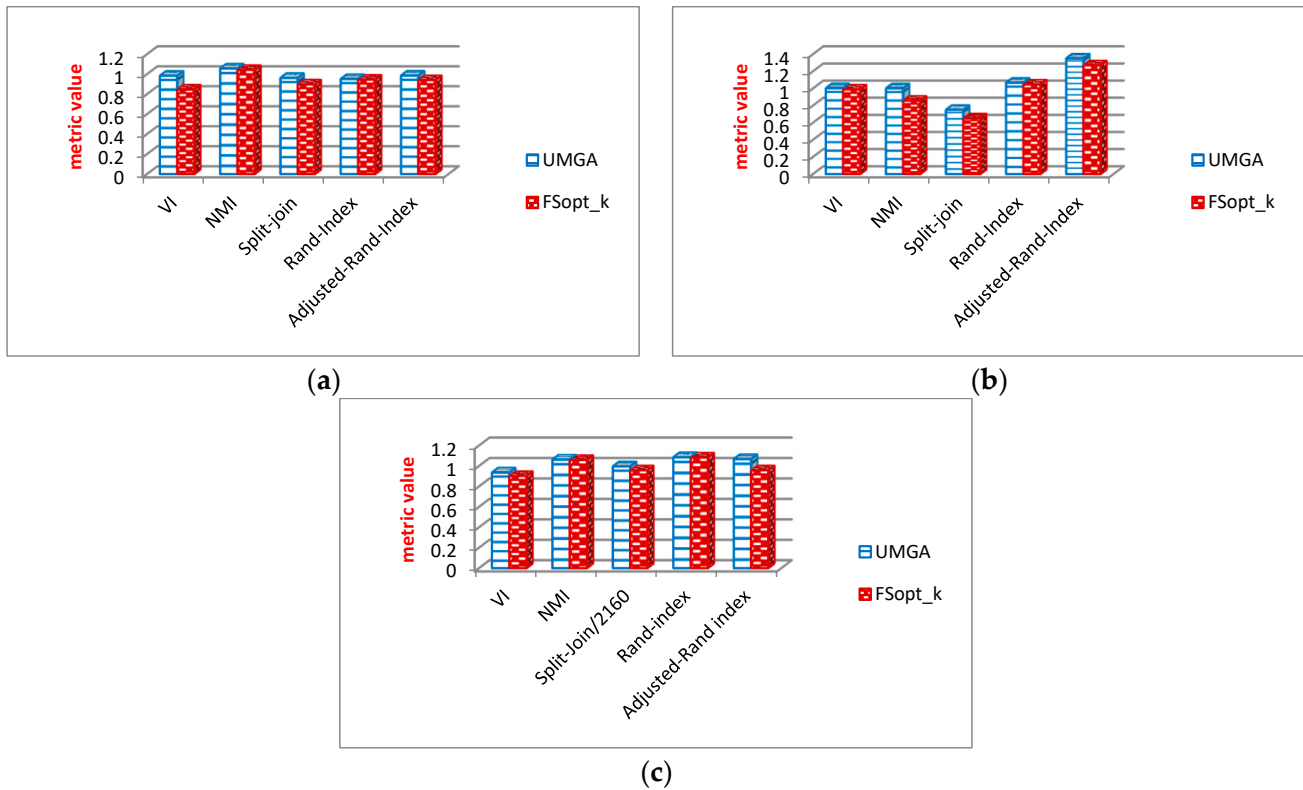 1.2
1
0.8
0.6
0.4
0.2
0
metric value
VI
NMI
Split-join
Rand-Index
Adjusted-Rand-Index
UMGA
FSopt_k
(a)
1.4
1.2
1
0.8
0.6
0.4
0.2
0
metric value
VI
NMI
Split-join
Rand-Index
Adjusted-Rand-Index
UMGA
FSopt_k
(b)
1.2
1
0.8
0.6
0.4
0.2
0
metric value
VI
NMI
Split-Join/2160
Rand-index
Adjusted-Rand index
UMGA
FSopt_k
(c)